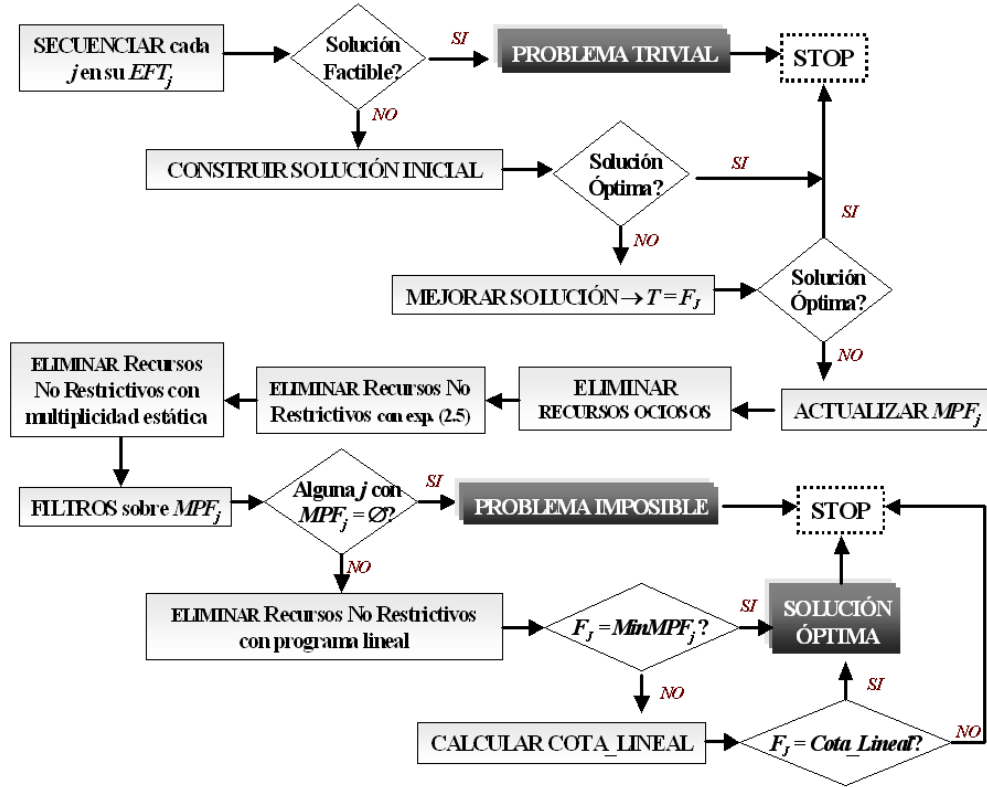 SECUENCIAR cada
j en su EFTj
Solución
Factible?
SI
PROBLEMA TRIVIAL
STOP
NO
CONSTRUIR SOLUCIÓN INICIAL
Solución
Óptima?
SI
SI
NO
MEJORAR SOLUCIÓN → T = FJ
Solución
Óptima?
NO
ELIMINAR Recursos
No Restrictivos con
multiplicidad estática
ELIMINAR Recursos No
Restrictivos con exp. (2.5)
ELIMINAR
RECURSOS OCIOSOS
ACTUALIZAR MPFj
FILTROS sobre MPFj
Alguna j con
MPFj = Ø?
SI
PROBLEMA IMPOSIBLE
STOP
NO
ELIMINAR Recursos No Restrictivos
con programa lineal
FJ = MinMPFj?
SI
SOLUCIÓN
ÓPTIMA
NO
SI
CALCULAR COTA_LINEAL
FJ = Cota_Lineal?
NO